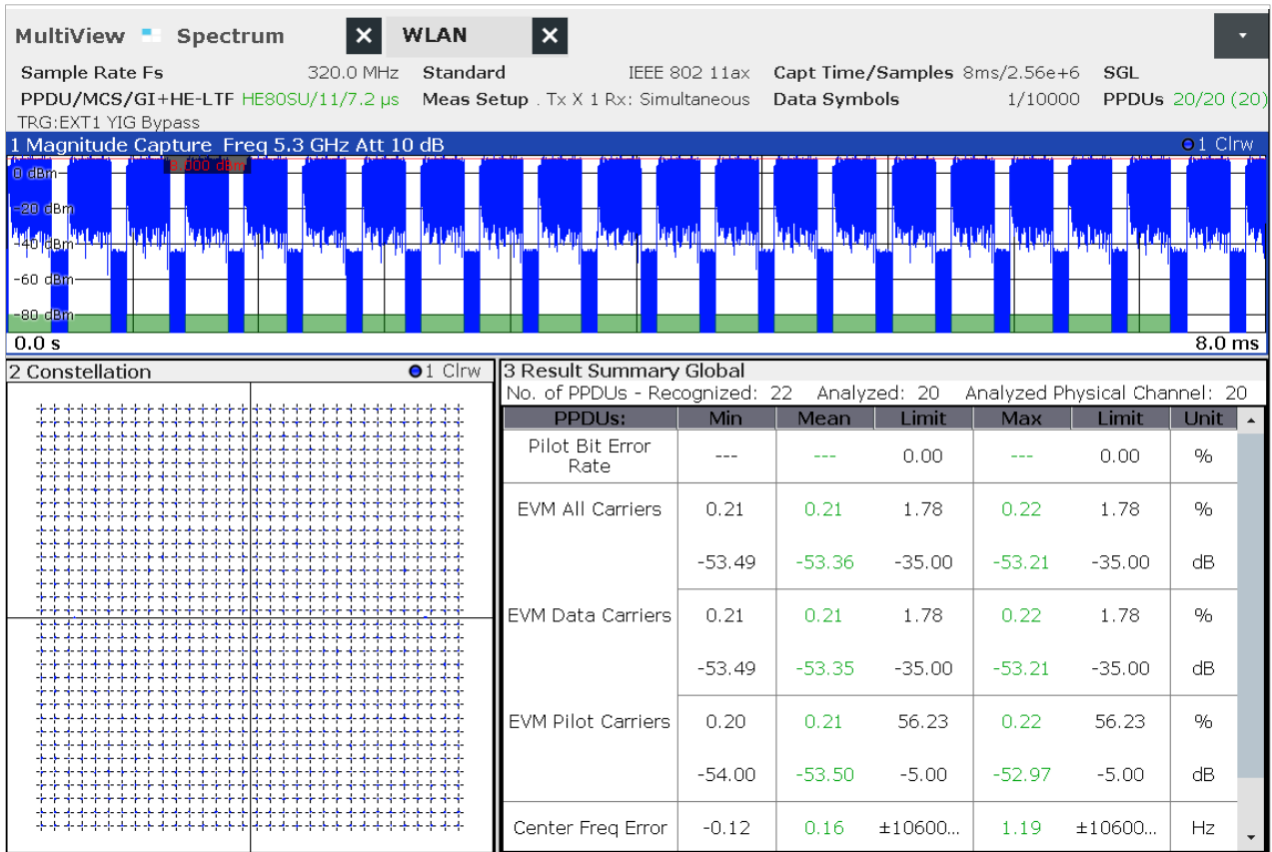 MultiView Spectrum WLAN
Sample Rate Fs 320.0 MHz Standard IEEE 802 11ax Capt Time/Samples 8ms/2.56e+6 SGL
PPDU/MCS/GI+HE-LTF HE80SU/11/7.2 µs Meas Setup . Tx X 1 Rx: Simultaneous Data Symbols 1/10000 PPDUs 20/20 (20)
TRG:EXT1 YIG Bypass
1 Magnitude Capture Freq 5.3 GHz Att 10 dB 1 Clrw
0 dBm 8.000 dBm
-20 dBm
-40 dBm
-60 dBm
-80 dBm
0.0 s 8.0 ms
2 Constellation 1 Clrw
3 Result Summary Global
No. of PPDUs - Recognized: 22 Analyzed: 20 Analyzed Physical Channel: 20
PPDUs: Min Mean Limit Max Limit Unit
Pilot Bit Error
Rate --- --- 0.00 --- 0.00 %
EVM All Carriers 0.21 0.21 1.78 0.22 1.78 %
-53.49 -53.36 -35.00 -53.21 -35.00 dB
EVM Data Carriers 0.21 0.21 1.78 0.22 1.78 %
-53.49 -53.35 -35.00 -53.21 -35.00 dB
EVM Pilot Carriers 0.20 0.21 56.23 0.22 56.23 %
-54.00 -53.50 -5.00 -52.97 -5.00 dB
Center Freq Error -0.12 0.16 ±10600... 1.19 ±10600... Hz